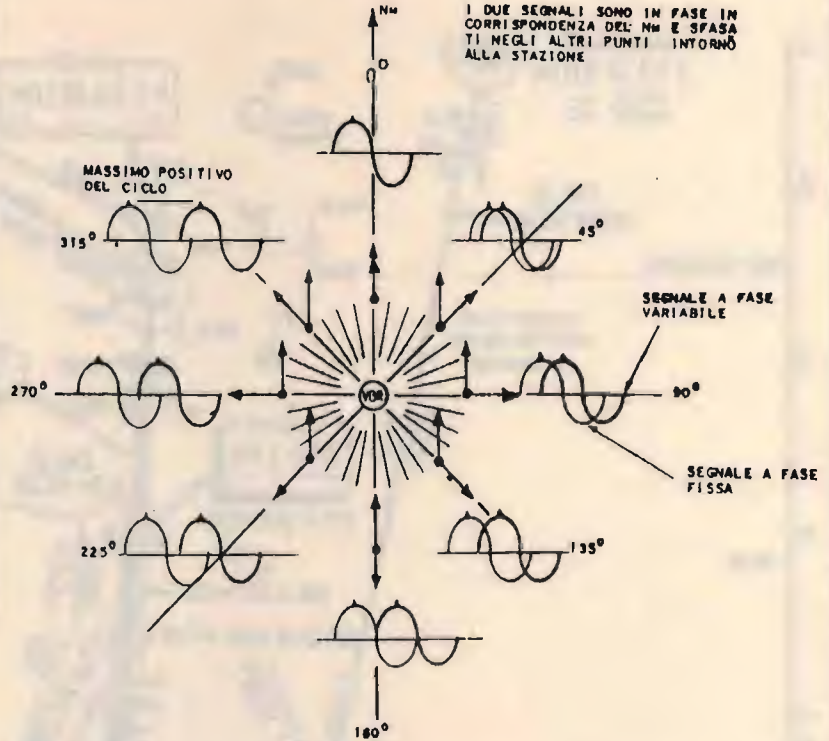 Nm
I DUE SEGNALI SONO IN FASE IN
CORRISPONDENZA DEL Nm E SFASA
TI NEGLI ALTRI PUNTI INTORNO
ALLA STAZIONE
0°
MASSIMO POSITIVO
DEL CICLO
315°
45°
SEGNALE A FASE
VARIABILE
270°
VOR
90°
SEGNALE A FASE
FISSA
225°
135°
180°